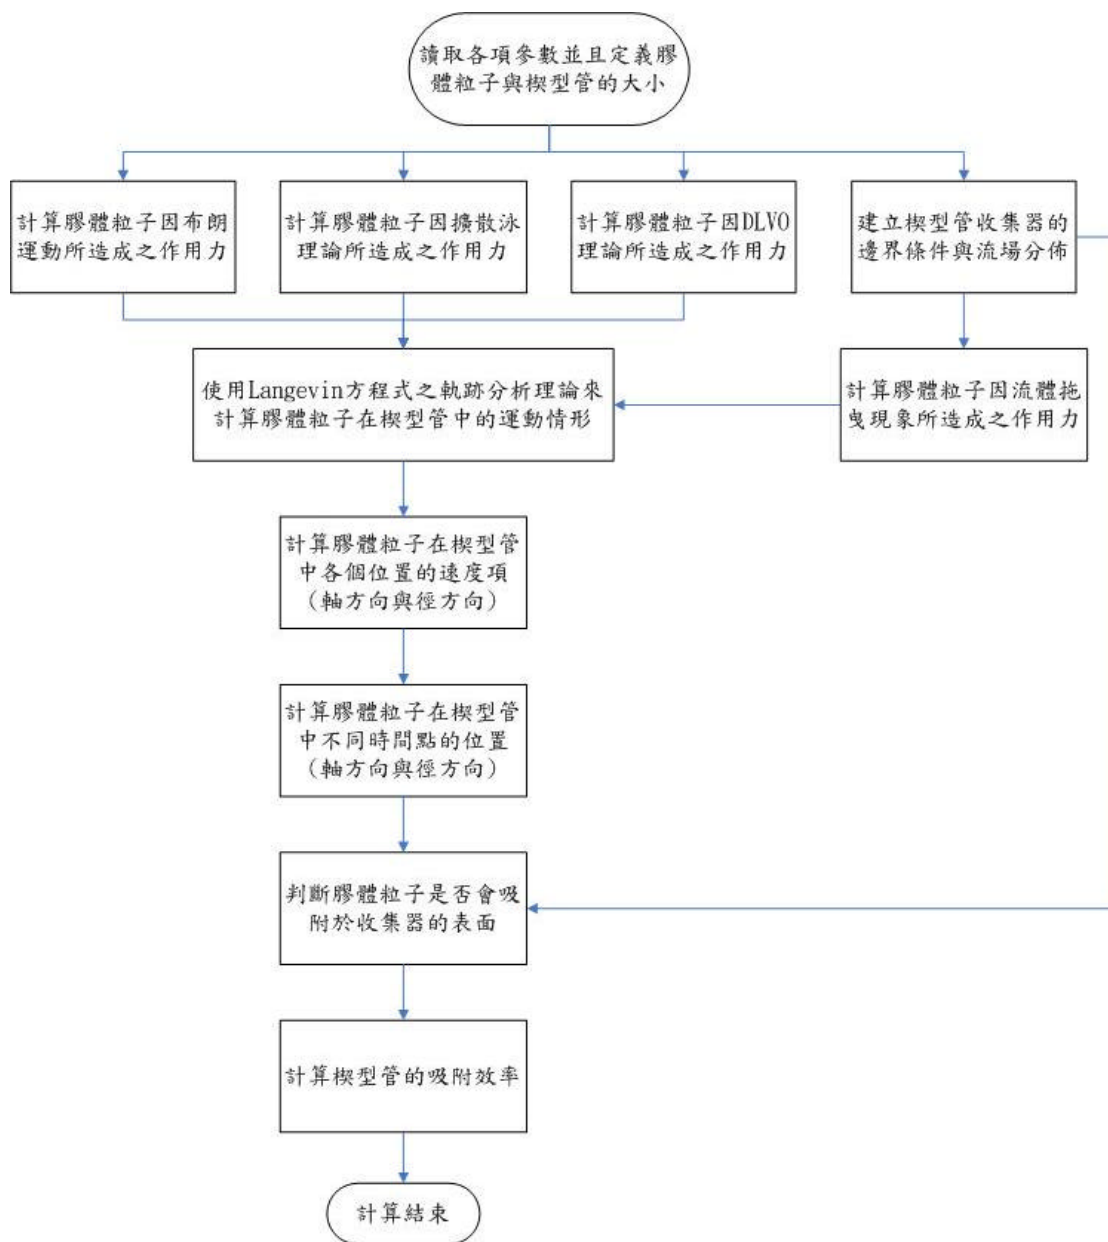 讀取各項參數並且定義膠
體粒子與楔型管的大小
計算膠體粒子因布朗
運動所造成之作用力
計算膠體粒子因擴散泳
理論所造成之作用力
計算膠體粒子因DLVO
理論所造成之作用力
建立楔型管收集器的
邊界條件與流場分佈
使用Langevin方程式之軌跡分析理論來
計算膠體粒子在楔型管中的運動情形
計算膠體粒子因流體拖
曳現象所造成之作用力
計算膠體粒子在楔型管
中各個位置的速度項
(軸方向與徑方向)
計算膠體粒子在楔型管
中不同時間點的位置
(軸方向與徑方向)
判斷膠體粒子是否會吸
附於收集器的表面
計算楔型管的吸附效率
計算結束